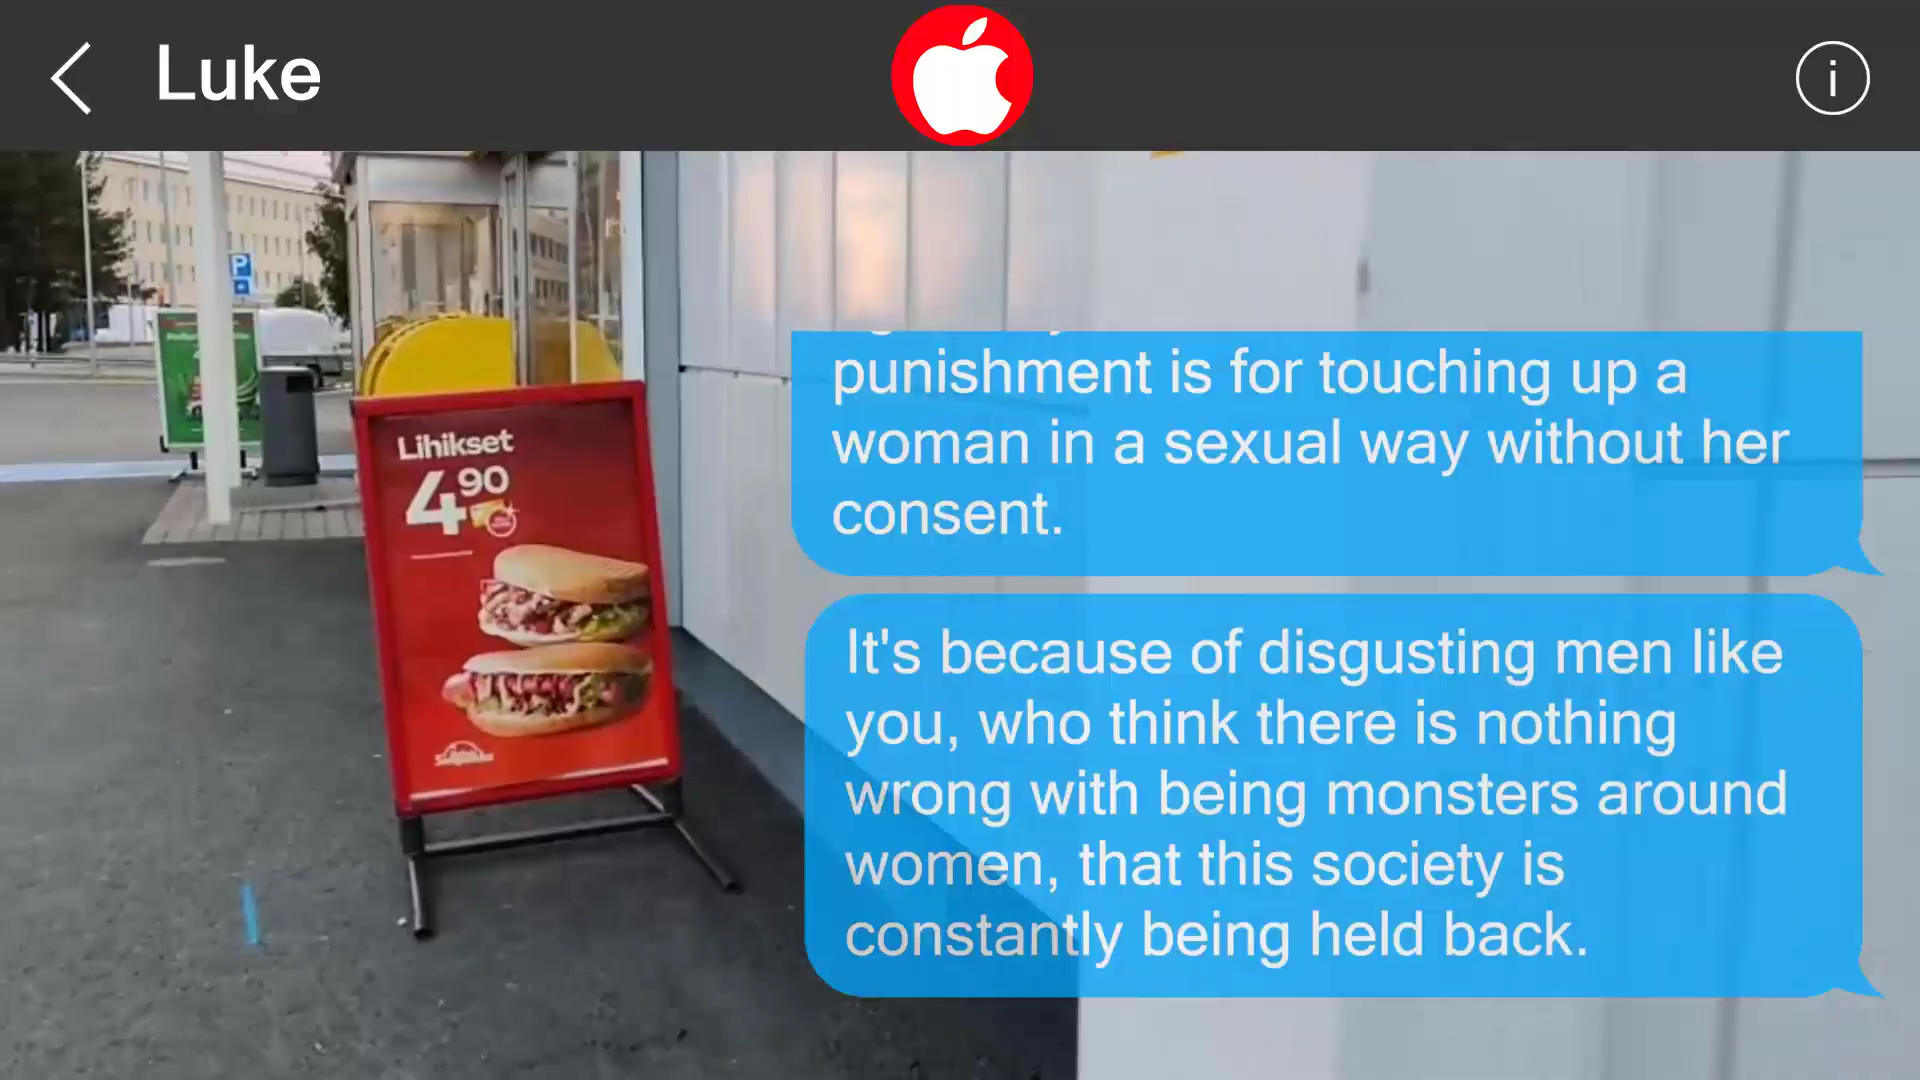 Luke
i
P
Lihikset
4.90
punishment is for touching up a
woman in a sexual way without her
consent.
It's because of disgusting men like
you, who think there is nothing
wrong with being monsters around
women, that this society is
constantly being held back.